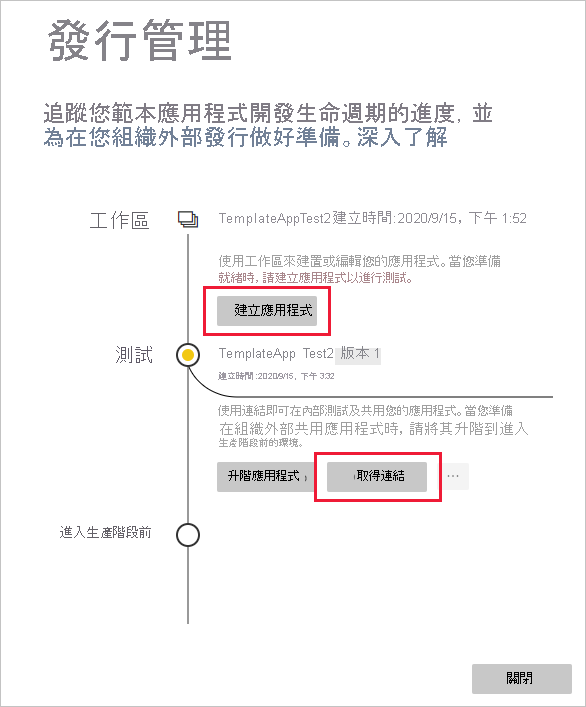 發行管理
追蹤您範本應用程式開發生命週期的進度, 並
為在您組織外部發行做好準備。深入了解
工作區
TemplateAppTest2建立時間:2020/9/15, 下午 1:52
使用工作區來建置或編輯您的應用程式。當您準備
就緒時, 請建立應用程式以進行測試。
建立應用程式
測試
TemplateApp Test2 版本 1
建立時間:2020/9/15, 下午 3:32
使用連結即可在內部測試及共用您的應用程式。當您準備
在組織外部共用應用程式時, 請將其升階到進入
生產階段前的環境。
升階應用程式
取得連結
...
進入生產階段前
關閉